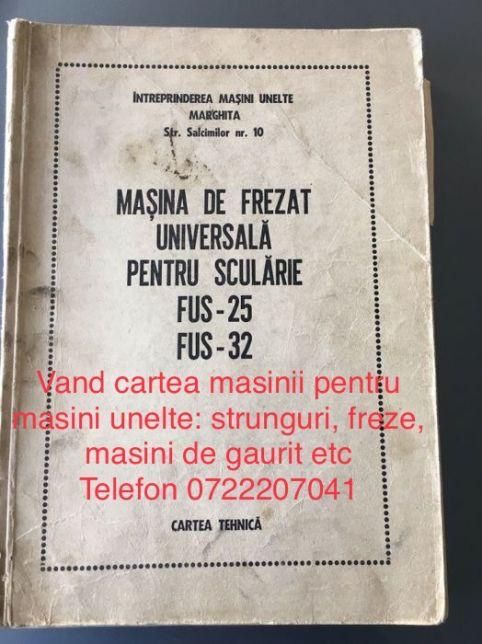 ÎNTREPRINDEREA MAȘINI UNELTE
MARGHITA
Str. Salcimilor nr. 10
MAȘINA DE FREZAT
UNIVERSALĂ
PENTRU SCULĂRIE
FUS-25
FUS-32
Vand cartea masinii pentru
masini unelte: strunguri, freze,
masini de gaurit etc
Telefon 0722207041
CARTEA TEHNICĂ